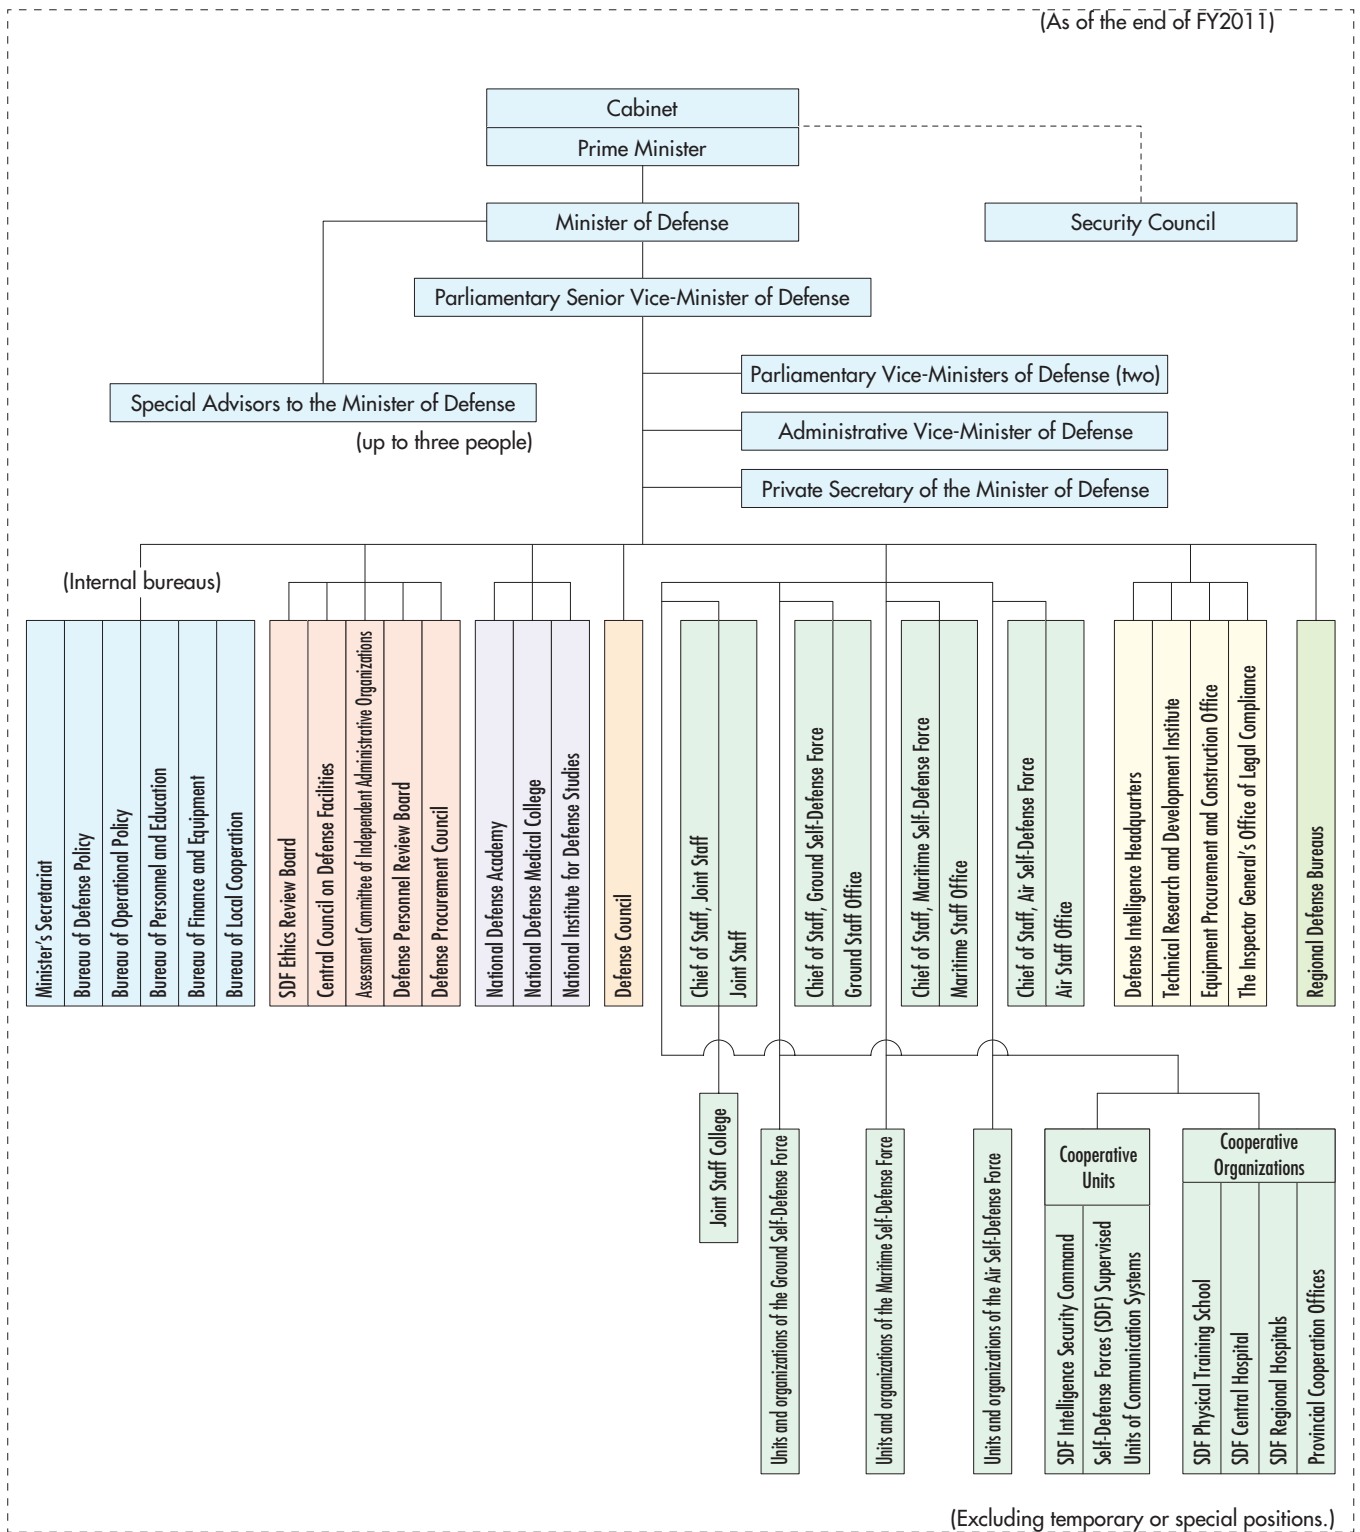 (As of the end of FY2011)
Cabinet
Prime Minister
Minister of Defense
Security Council
Parliamentary Senior Vice-Minister of Defense
Parliamentary Vice-Ministers of Defense (two)
Special Advisors to the Minister of Defense
(up to three people)
Administrative Vice-Minister of Defense
Private Secretary of the Minister of Defense
(Internal bureaus)
Minister's Secretariat
Bureau of Defense Policy
Bureau of Operational Policy
Bureau of Personnel and Education
Bureau of Finance and Equipment
Bureau of Local Cooperation
SDF Ethics Review Board
Central Council on Defense Facilities
Assessment Committee of Independent Administrative Organizations
Defense Personnel Review Board
Defense Procurement Council
National Defense Academy
National Defense Medical College
National Institute for Defense Studies
Defense Council
Chief of Staff, Joint Staff
Joint Staff
Chief of Staff, Ground Self-Defense Force
Ground Staff Office
Chief of Staff, Maritime Self-Defense Force
Maritime Staff Office
Chief of Staff, Air Self-Defense Force
Air Staff Office
Defense Intelligence Headquarters
Technical Research and Development Institute
Equipment Procurement and Construction Office
The Inspector General's Office of Legal Compliance
Regional Defense Bureaus
Joint Staff College
Units and organizations of the Ground Self-Defense Force
Units and organizations of the Maritime Self-Defense Force
Units and organizations of the Air Self-Defense Force
Cooperative
Units
SDF Intelligence Security Command
Self-Defense Forces (SDF) Supervised
Units of Communication Systems
Cooperative
Organizations
SDF Physical Training School
SDF Central Hospital
SDF Regional Hospitals
Provincial Cooperation Offices
(Excluding temporary or special positions.)